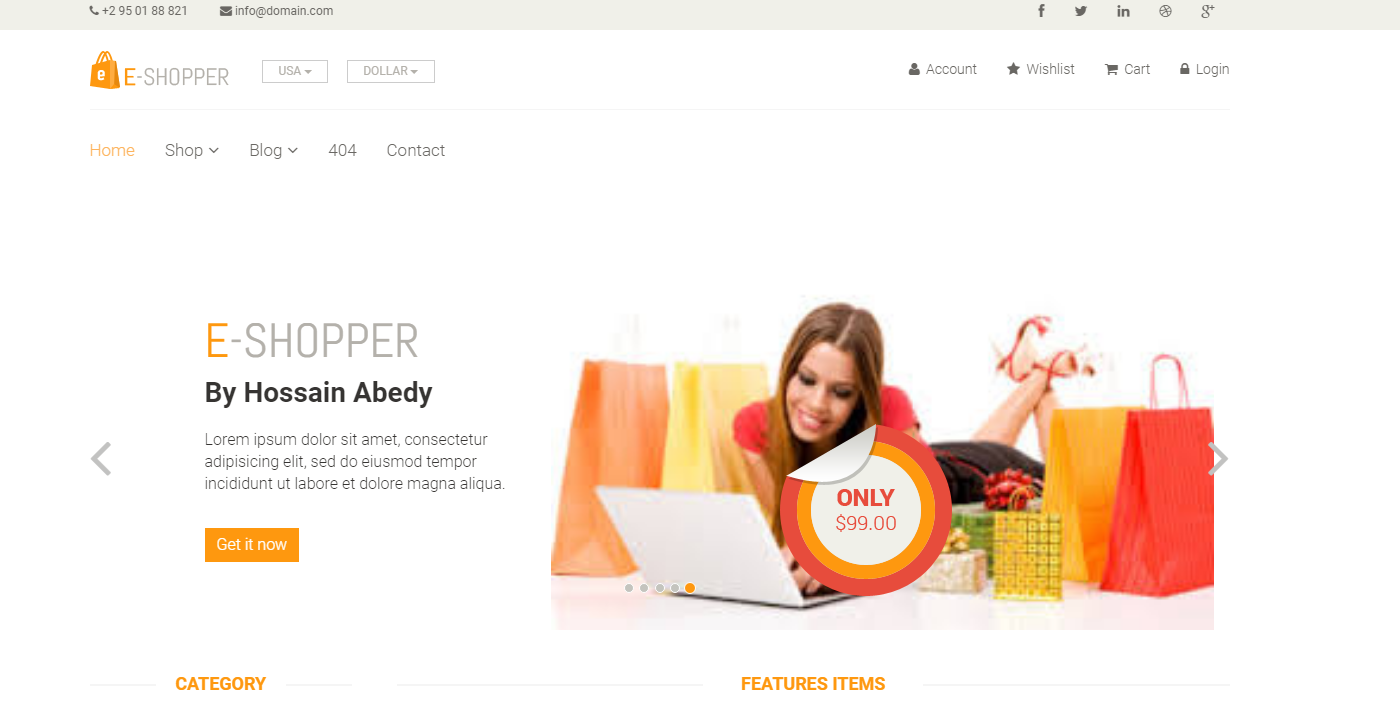 +2 95 01 88 821 info@domain.com
E-SHOPPER USA DOLLAR Account Wishlist Cart Login
Home Shop Blog 404 Contact
E-SHOPPER
By Hossain Abedy
Lorem ipsum dolor sit amet, consectetur
adipisicing elit, sed do eiusmod tempor
incididunt ut labore et dolore magna aliqua.
Get it now
ONLY
$99.00
CATEGORY FEATURES ITEMS